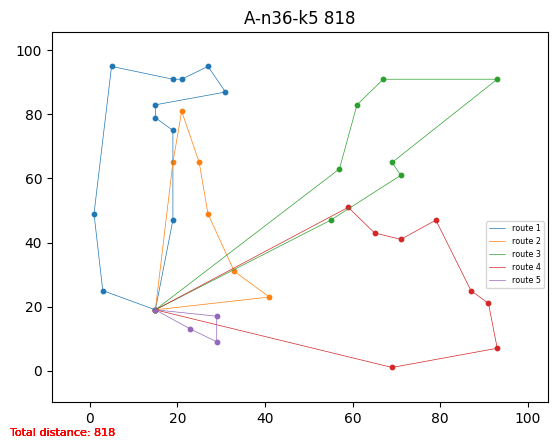 A-n36-k5 818
100
80
60
40
20
0
route 1
route 2
route 3
route 4
route 5
0 20 40 60 80 100
Total distance: 818